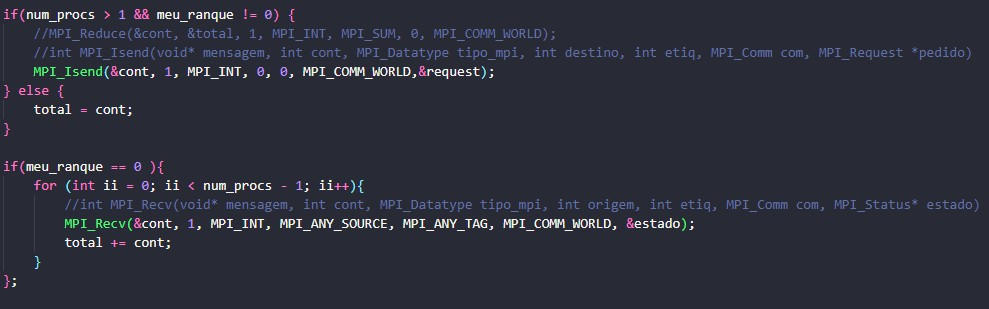 if(num_procs > 1 && meu_ranque != 0) {
//MPI_Reduce(&cont, &total, 1, MPI_INT, MPI_SUM, 0, MPI_COMM_WORLD);
//int MPI_Isend(void* mensagem, int cont, MPI_Datatype tipo_mpi, int destino, int etiq, MPI_Comm com, MPI_Request *pedido)
MPI_Isend(&cont, 1, MPI_INT, 0, 0, MPI_COMM_WORLD,&request);
} else {
total = cont;
}
if(meu_ranque == 0 ){
for (int ii = 0; ii < num_procs - 1; ii++){
//int MPI_Recv(void* mensagem, int cont, MPI_Datatype tipo_mpi, int origem, int etiq, MPI_Comm com, MPI_Status* estado)
MPI_Recv(&cont, 1, MPI_INT, MPI_ANY_SOURCE, MPI_ANY_TAG, MPI_COMM_WORLD, &estado);
total += cont;
}
};